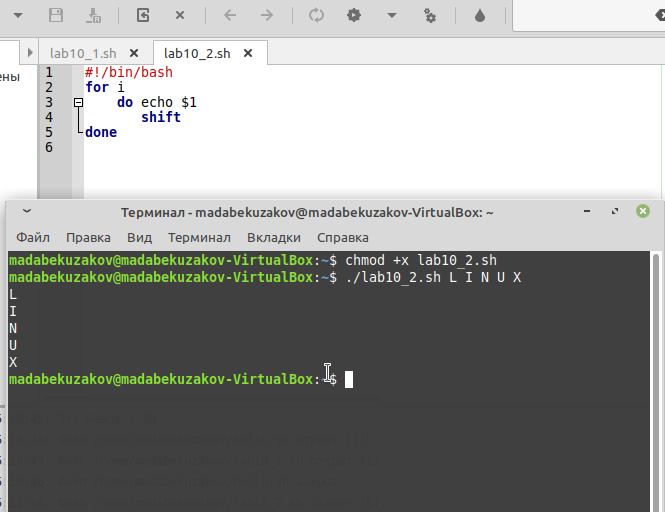 lab10_1.sh ✕ lab10_2.sh ✕
ены
1 #!/bin/bash
2 for i
3 do echo $1
4 shift
5 done
6
Терминал - madabekuzakov@madabekuzakov-VirtualBox: ~
Файл Правка Вид Терминал Вкладки Справка
madabekuzakov@madabekuzakov-VirtualBox:~$ chmod +x lab10_2.sh
madabekuzakov@madabekuzakov-VirtualBox:~$ ./lab10_2.sh L I N U X
L
I
N
U
X
madabekuzakov@madabekuzakov-VirtualBox:~$